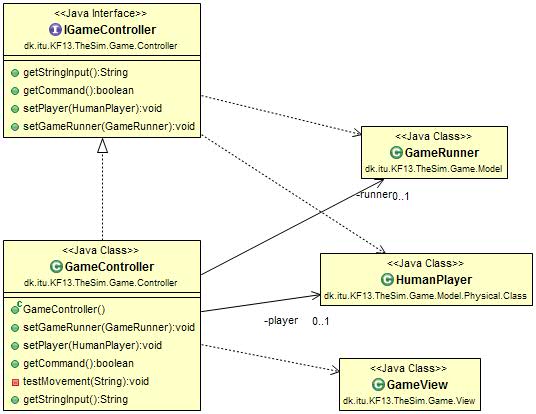 <<Java Interface>>
IGameController
dk.itu.KF13.TheSim.Game.Controller
getStringInput():String
getCommand():boolean
setPlayer(HumanPlayer):void
setGameRunner(GameRunner):void
<<Java Class>>
GameRunner
dk.itu.KF13.TheSim.Game.Model
-runner
0..1
<<Java Class>>
GameController
dk.itu.KF13.TheSim.Game.Controller
GameController()
setGameRunner(GameRunner):void
setPlayer(HumanPlayer):void
getCommand():boolean
testMovement(String):void
getStringInput():String
<<Java Class>>
HumanPlayer
dk.itu.KF13.TheSim.Game.Model.Physical.Class
-player
0..1
<<Java Class>>
GameView
dk.itu.KF13.TheSim.Game.View